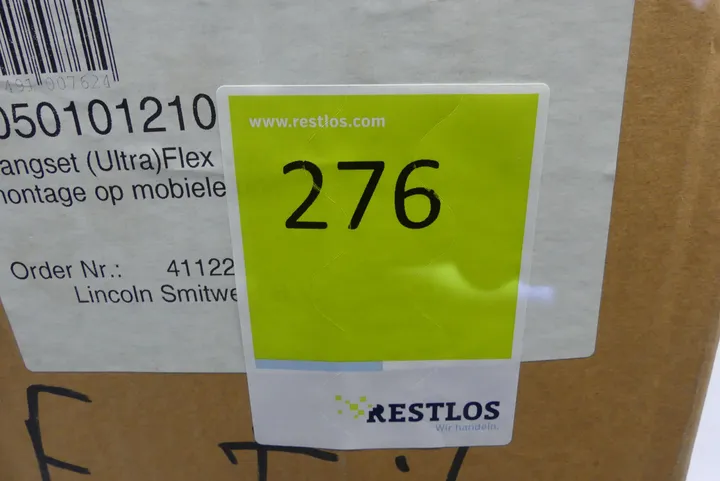 050101210
angset (Ultra)Flex
montage op mobiele
Order Nr.: 41122
Lincoln Smitwe
www.restlos.com
276
RESTLOS
Wir handeln.